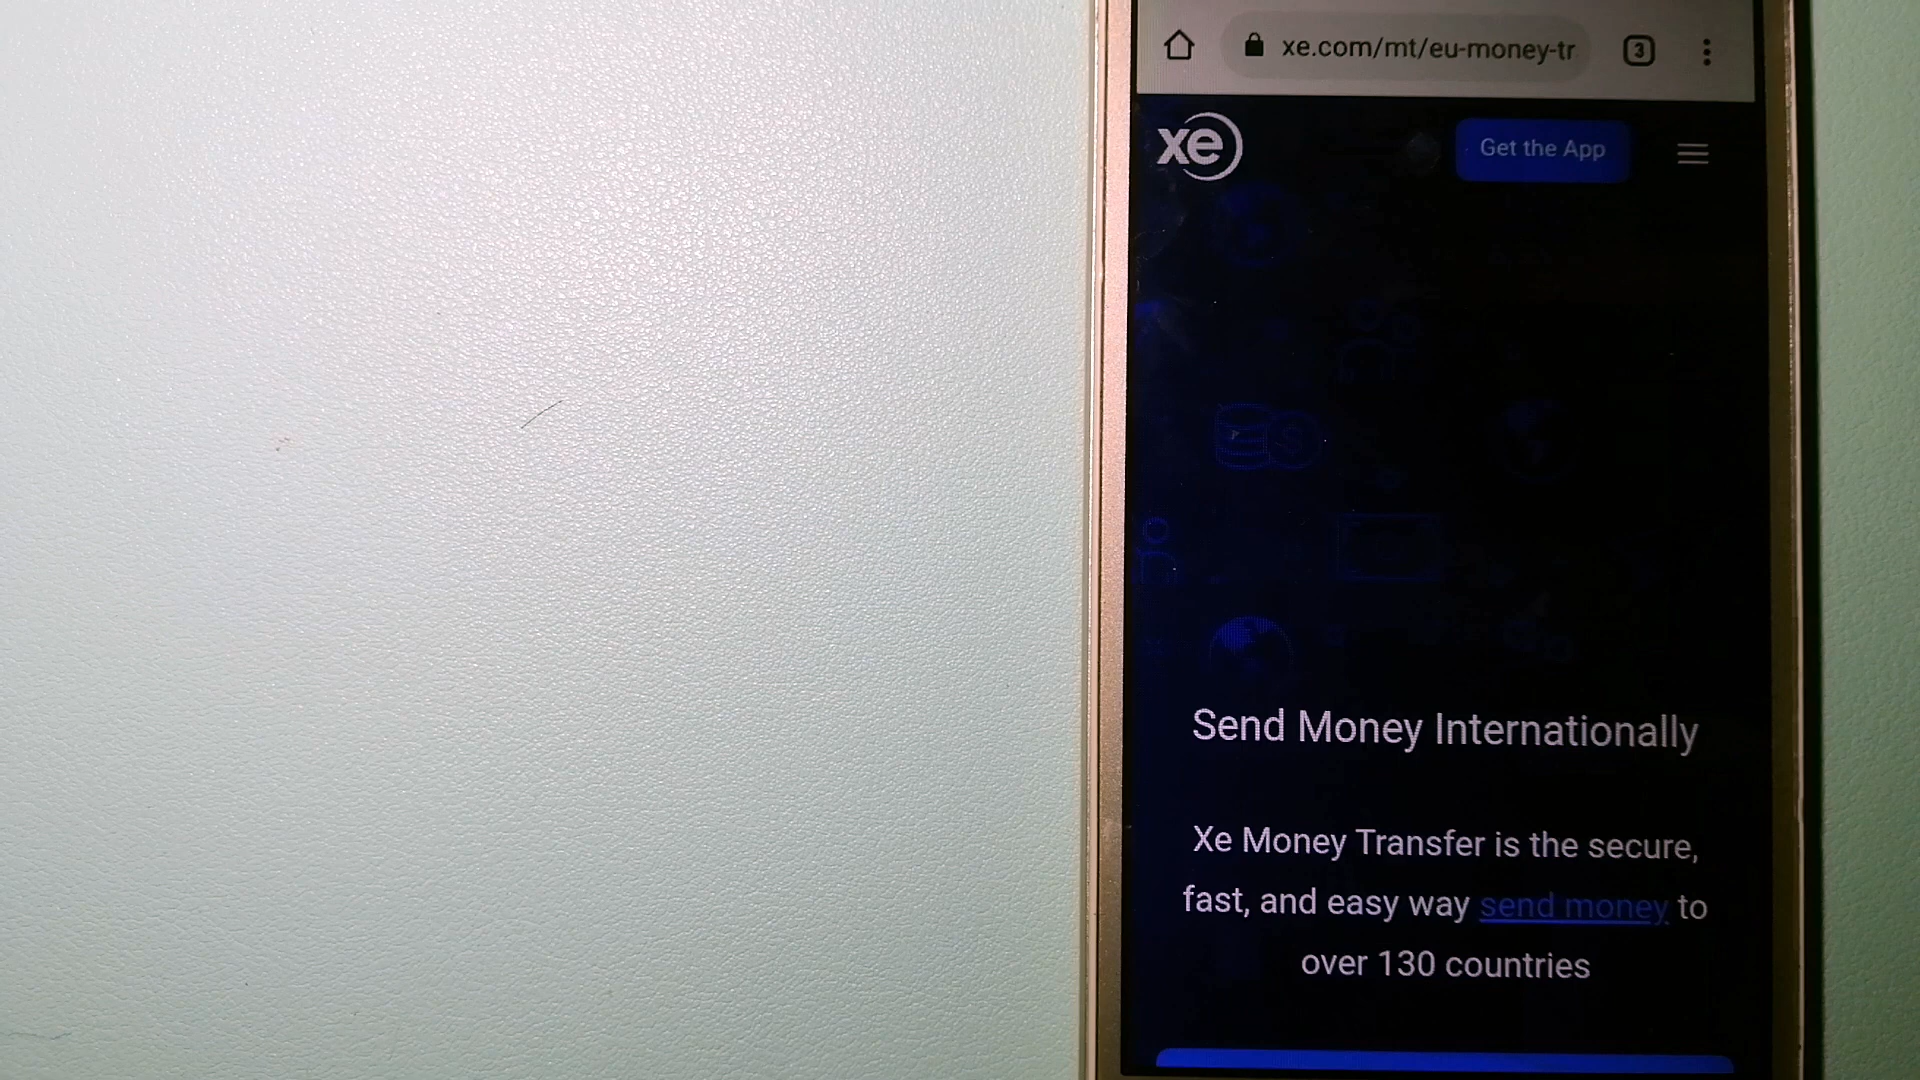 xe.com/mt/eu-money-tr
3
xe
Get the App
Send Money Internationally
Xe Money Transfer is the secure,
fast, and easy way send money to
over 130 countries